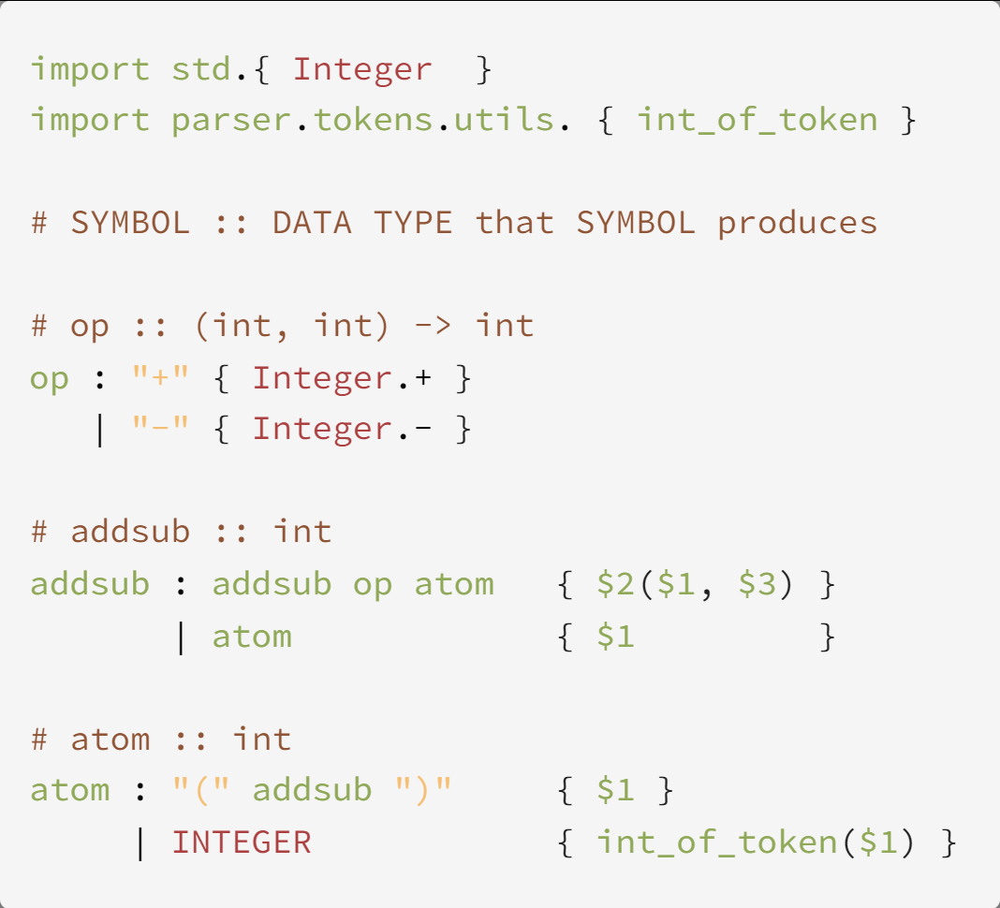 import std.{ Integer  }
import parser.tokens.utils. { int_of_token }
# SYMBOL :: DATA TYPE that SYMBOL produces
# op :: (int, int) -> int
op : "+" { Integer.+ }
   | "-" { Integer.- }
# addsub :: int
addsub : addsub op atom   { $2($1, $3) }
       | atom             { $1         }
# atom :: int
atom : "(" addsub ")"     { $1 }
     | INTEGER            { int_of_token($1) }